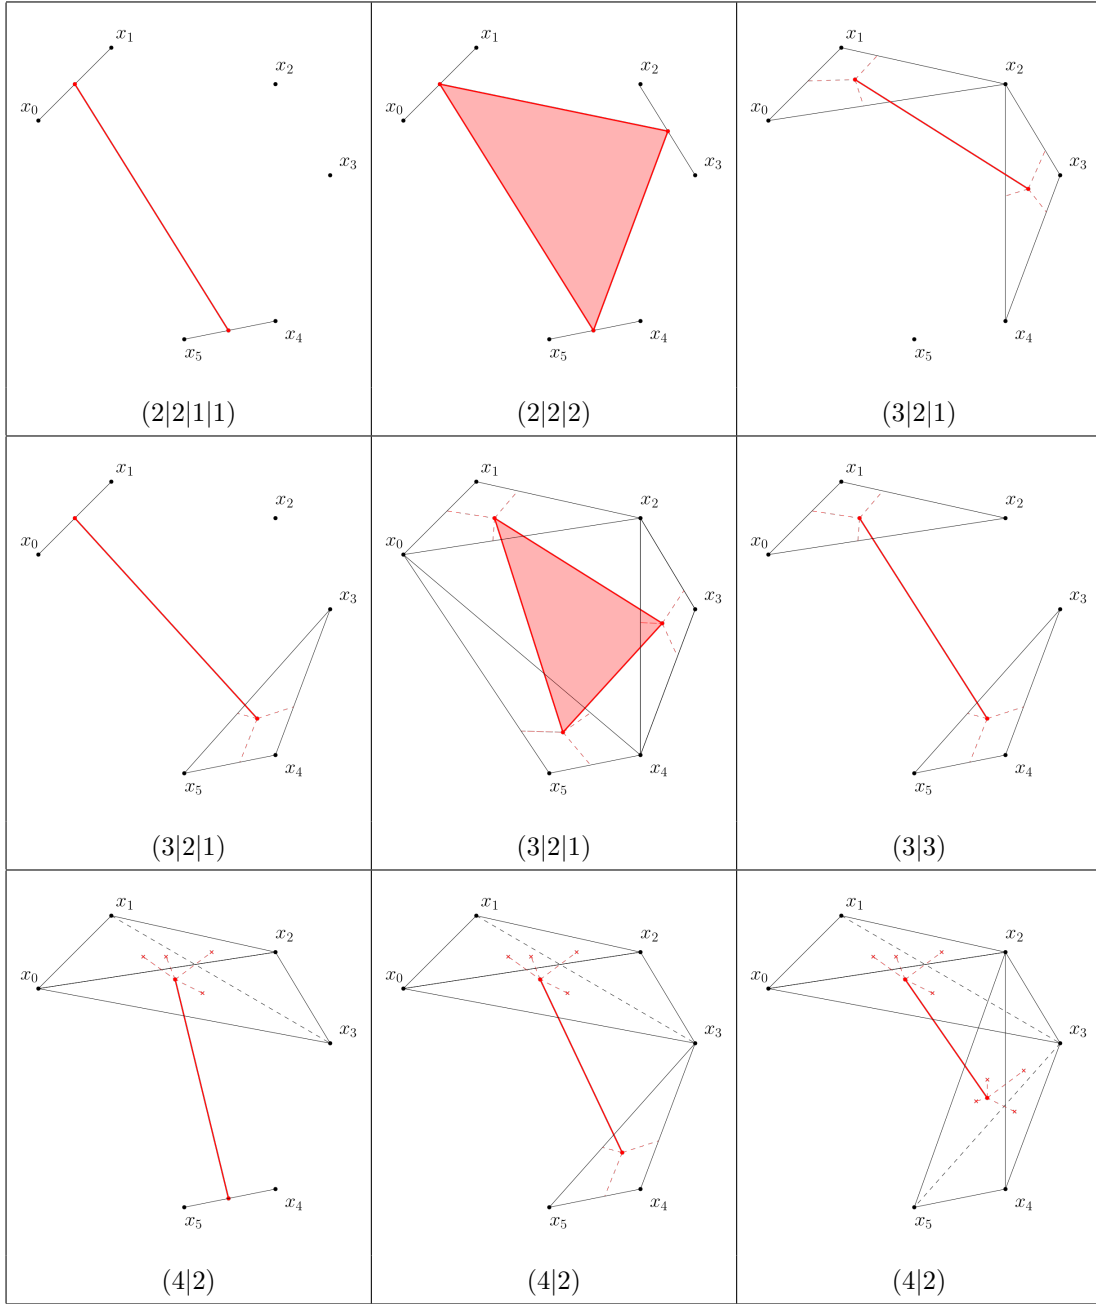 x₁
x₂
x₀
x₃
x₄
x₅
(2|2|1|1)
x₁
x₂
x₀
x₃
x₄
x₅
(2|2|2)
x₁
x₂
x₀
x₃
x₄
x₅
(3|2|1)
x₁
x₂
x₀
x₃
x₄
x₅
(3|2|1)
x₁
x₂
x₀
x₃
x₄
x₅
(3|2|1)
x₁
x₂
x₀
x₃
x₄
x₅
(3|3)
x₁
x₂
x₀
x₃
x₄
x₅
(4|2)
x₁
x₂
x₀
x₃
x₄
x₅
(4|2)
x₁
x₂
x₀
x₃
x₄
x₅
(4|2)